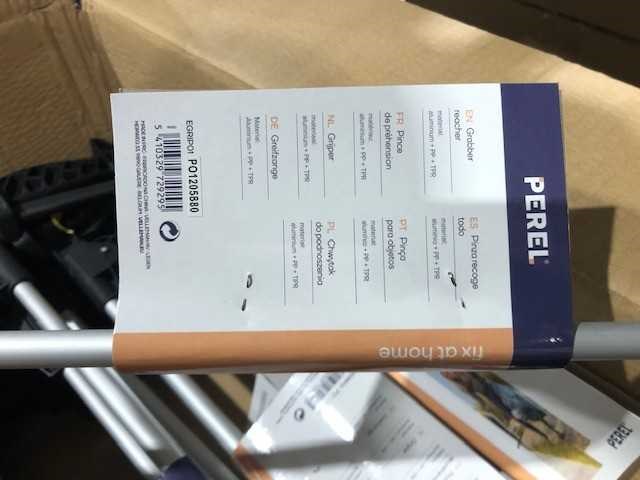 PEREL®
EN Grabber
reacher
material:
aluminium + PP + TPR
FR Pince
de préhension
matériau:
aluminium + PP + TPR
NL Grijper
materiaal:
aluminium + PP + TPR
DE Greifzange
Material:
Aluminium + PP + TPR
ES Pinza recoge
todo
material:
aluminio + PP + TPR
PT Pinça
para objetos
material:
alumínio + PP + TPR
PL Chwytak
do podnoszenia
materiał:
aluminium + PP + TPR
EGRIP01 PO1205880
5 410329 729295
fix at home
PEREL